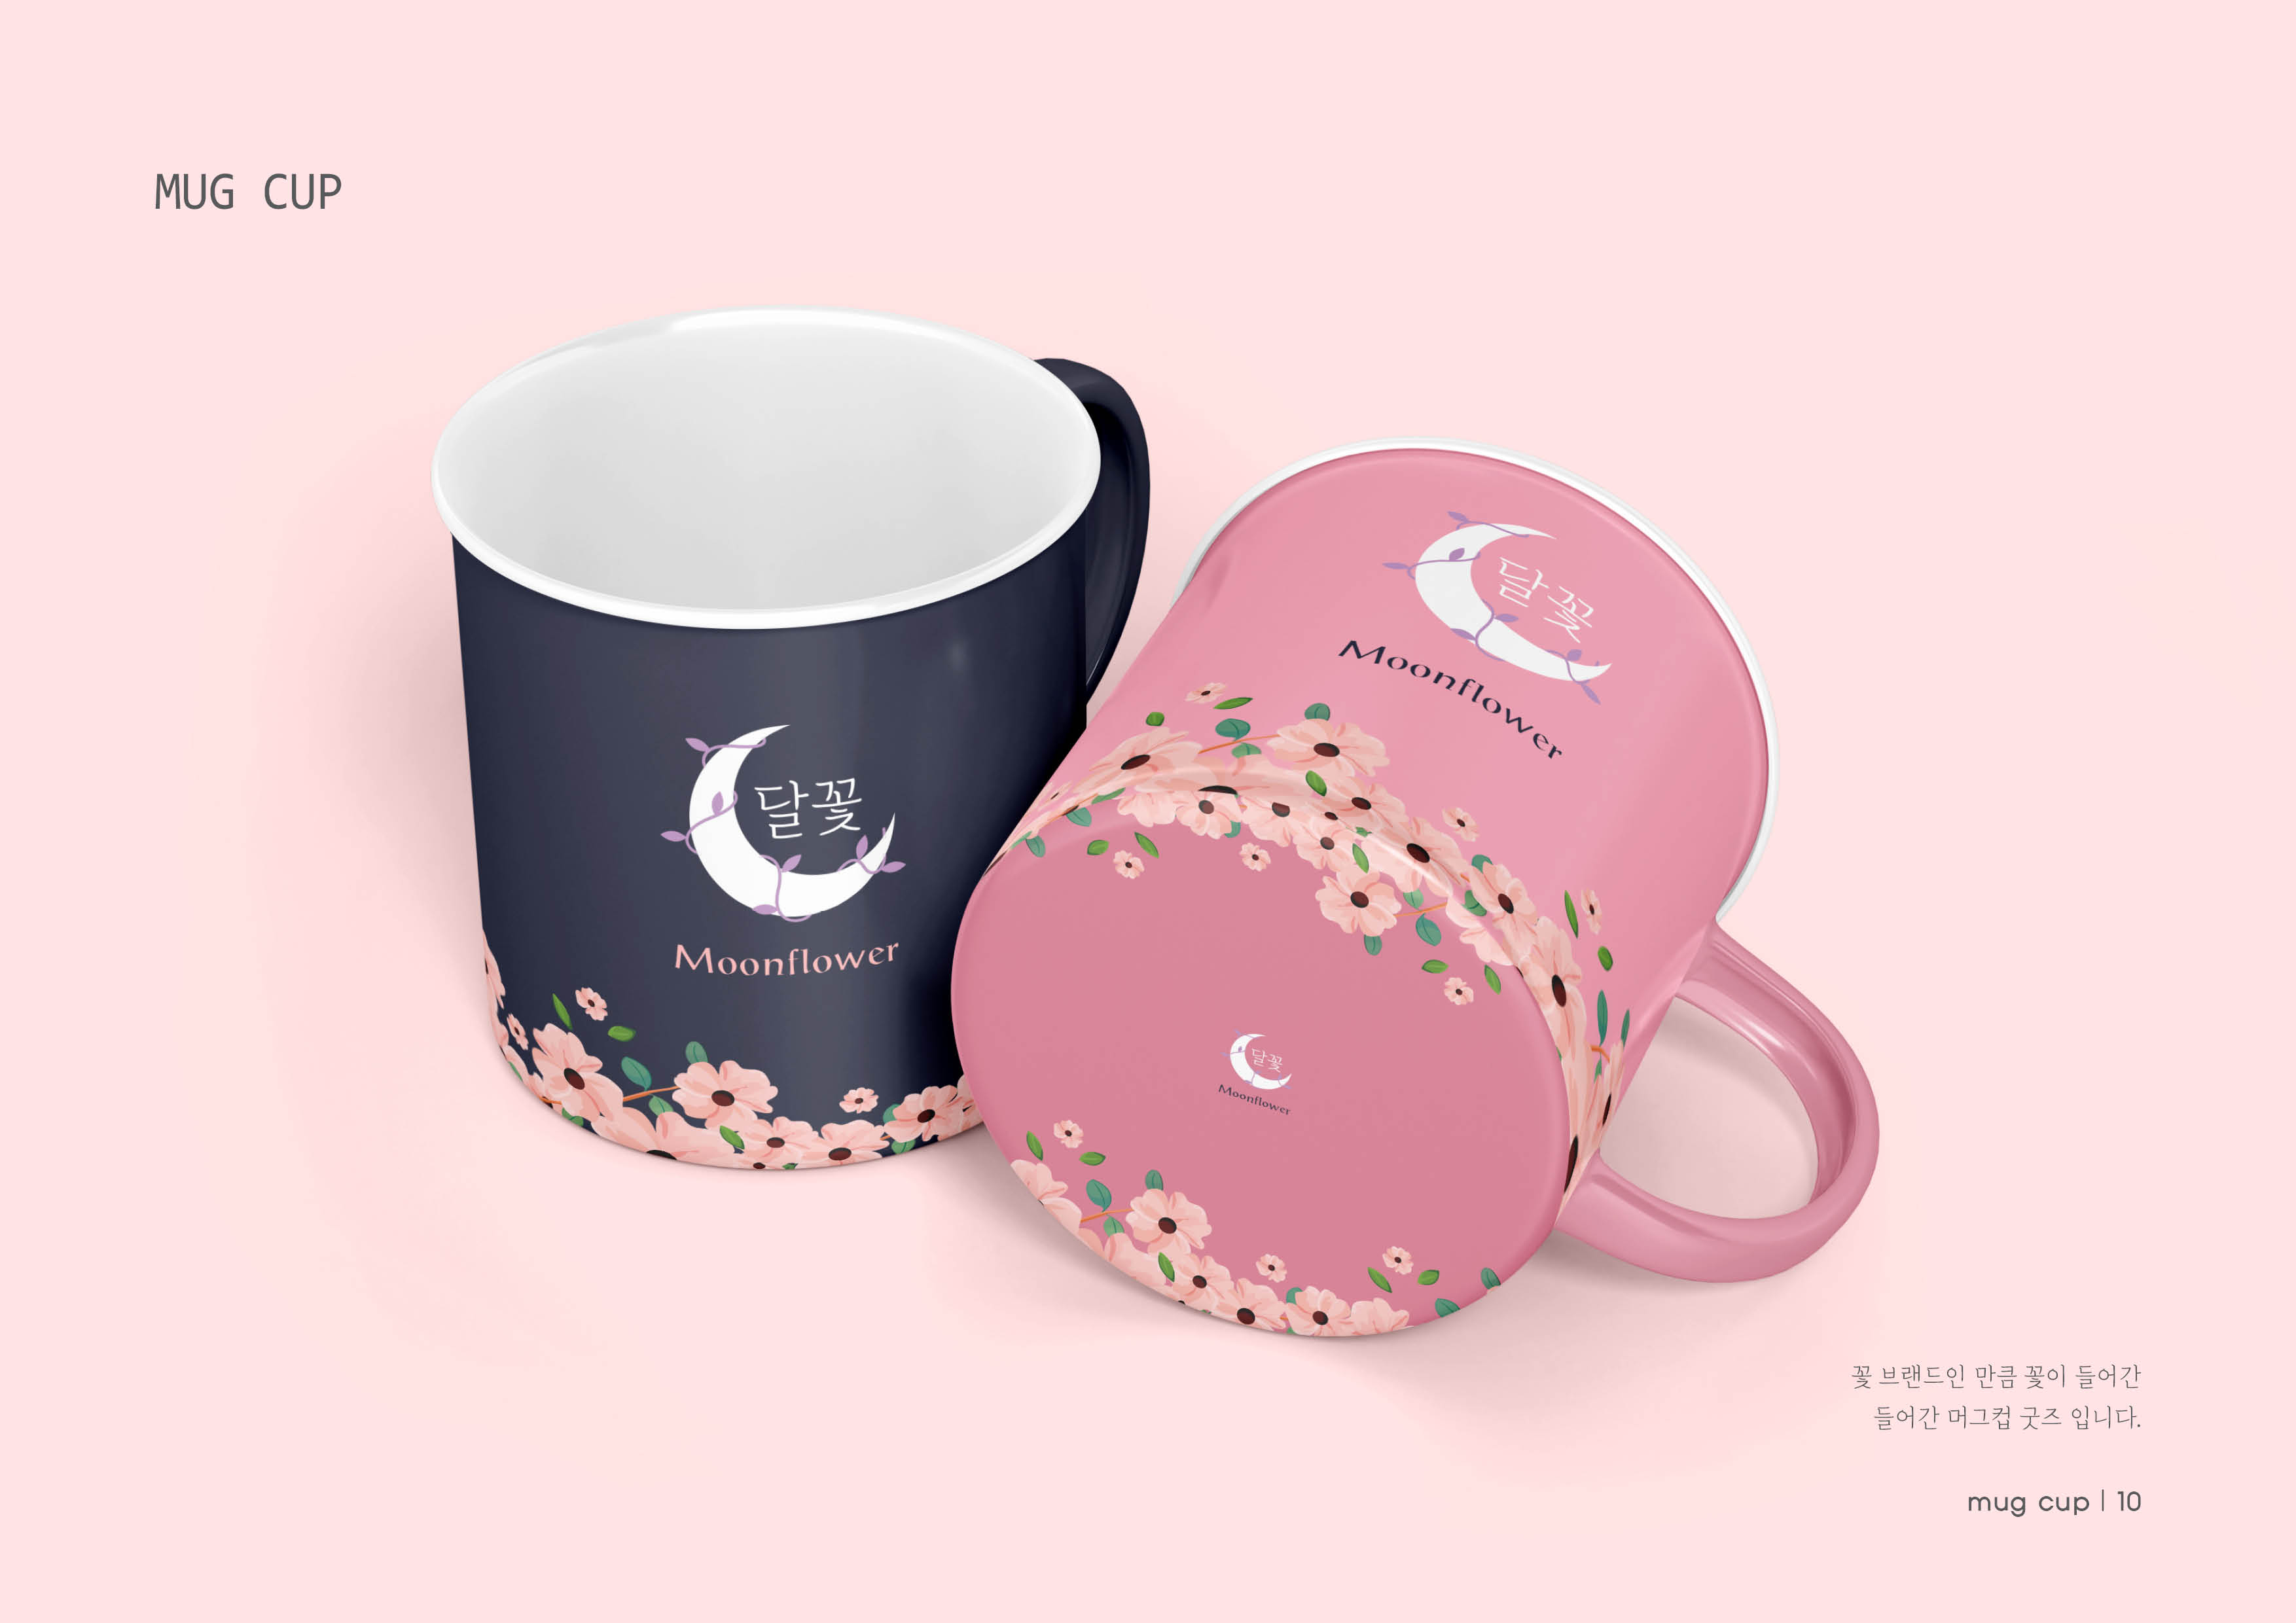 MUG CUP
달꽃
Moonflower
달꽃
Moonflower
달꽃
Moonflower
꽃 브랜드인 만큼 꽃이 들어간
들어간 머그컵 굿즈 입니다.
mug cup | 10